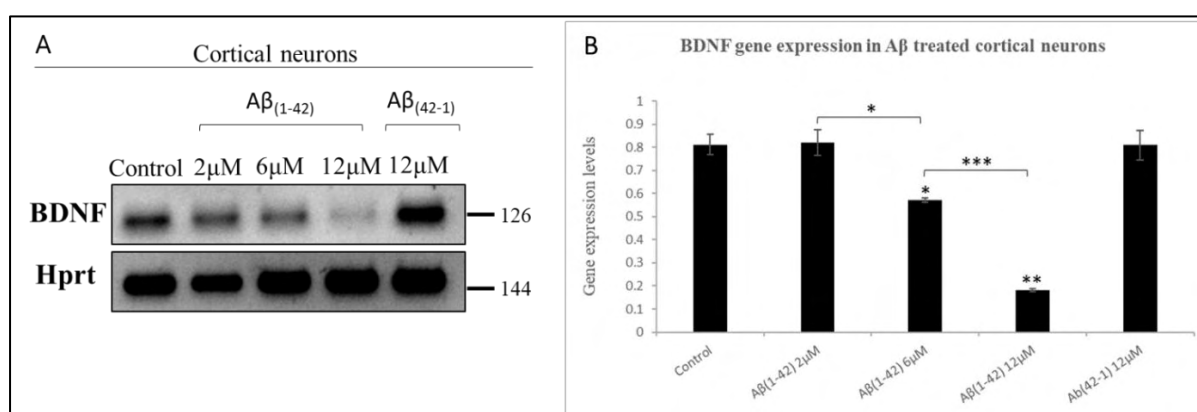 A
Cortical neurons
Aβ(1-42) Aβ(42-1)
Control 2μM 6μM 12μM 12μM
BDNF 126
Hprt 144
B
BDNF gene expression in Aβ treated cortical neurons
Gene expression levels
1
0.9
0.8
0.7
0.6
0.5
0.4
0.3
0.2
0.1
0
*
***
*
**
Control Aβ(1-42) 2μM Aβ(1-42) 6μM Aβ(1-42) 12μM Ab(42-1) 12μM